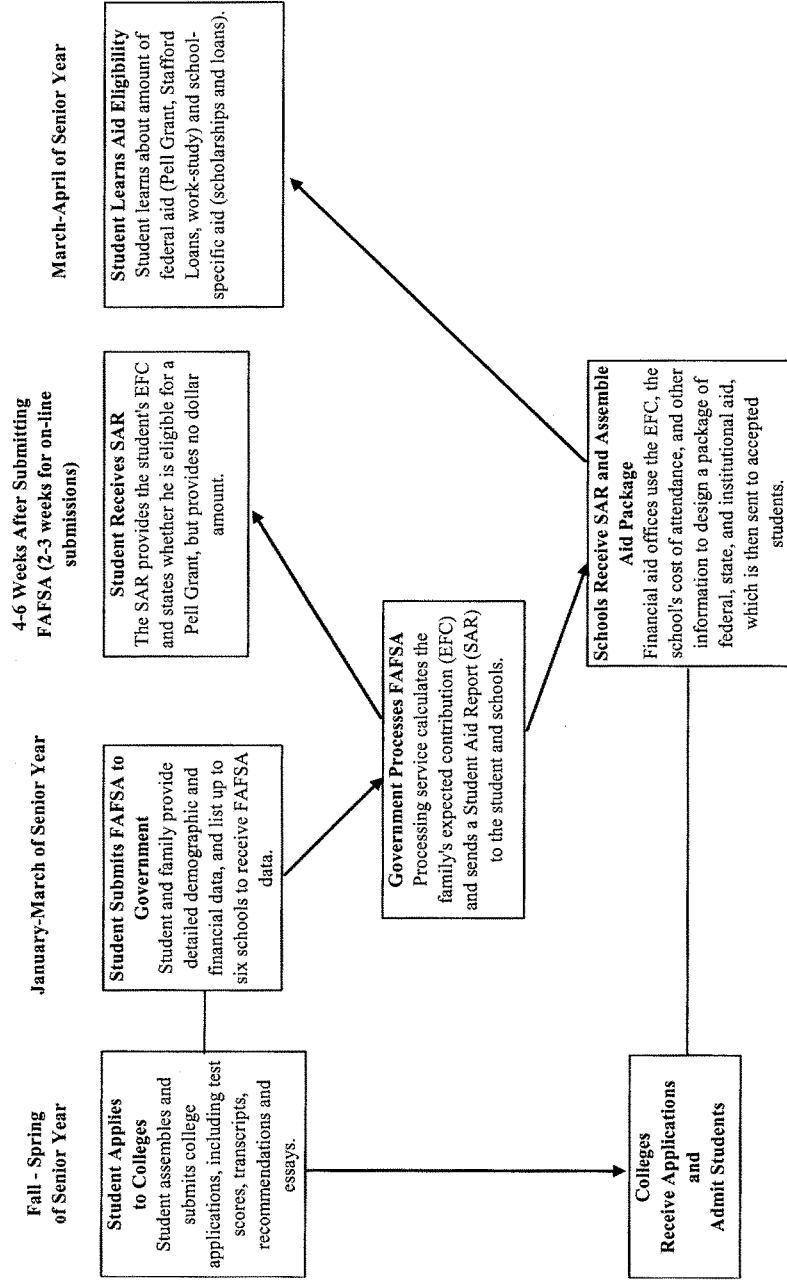 Fall - Spring
of Senior Year
January-March of Senior Year
4-6 Weeks After Submitting
FAFSA (2-3 weeks for on-line
submissions)
March-April of Senior Year
Student Applies
to Colleges
Student assembles and
submits college
applications, including test
scores, transcripts,
recommendations and
essays.
Student Submits FAFSA to
Government
Student and family provide
detailed demographic and
financial data, and list up to
six schools to receive FAFSA
data.
Student Receives SAR
The SAR provides the student's EFC
and states whether he is eligible for a
Pell Grant, but provides no dollar
amount.
Student Learns Aid Eligibility
Student learns about amount of
federal aid (Pell Grant, Stafford
Loans, work-study) and school-
specific aid (scholarships and loans).
Government Processes FAFSA
Processing service calculates the
family's expected contribution (EFC)
and sends a Student Aid Report (SAR)
to the student and schools.
Colleges
Receive Applications
and
Admit Students
Schools Receive SAR and Assemble
Aid Package
Financial aid offices use the EFC, the
school's cost of attendance, and other
information to design a package of
federal, state, and institutional aid,
which is then sent to accepted
students.